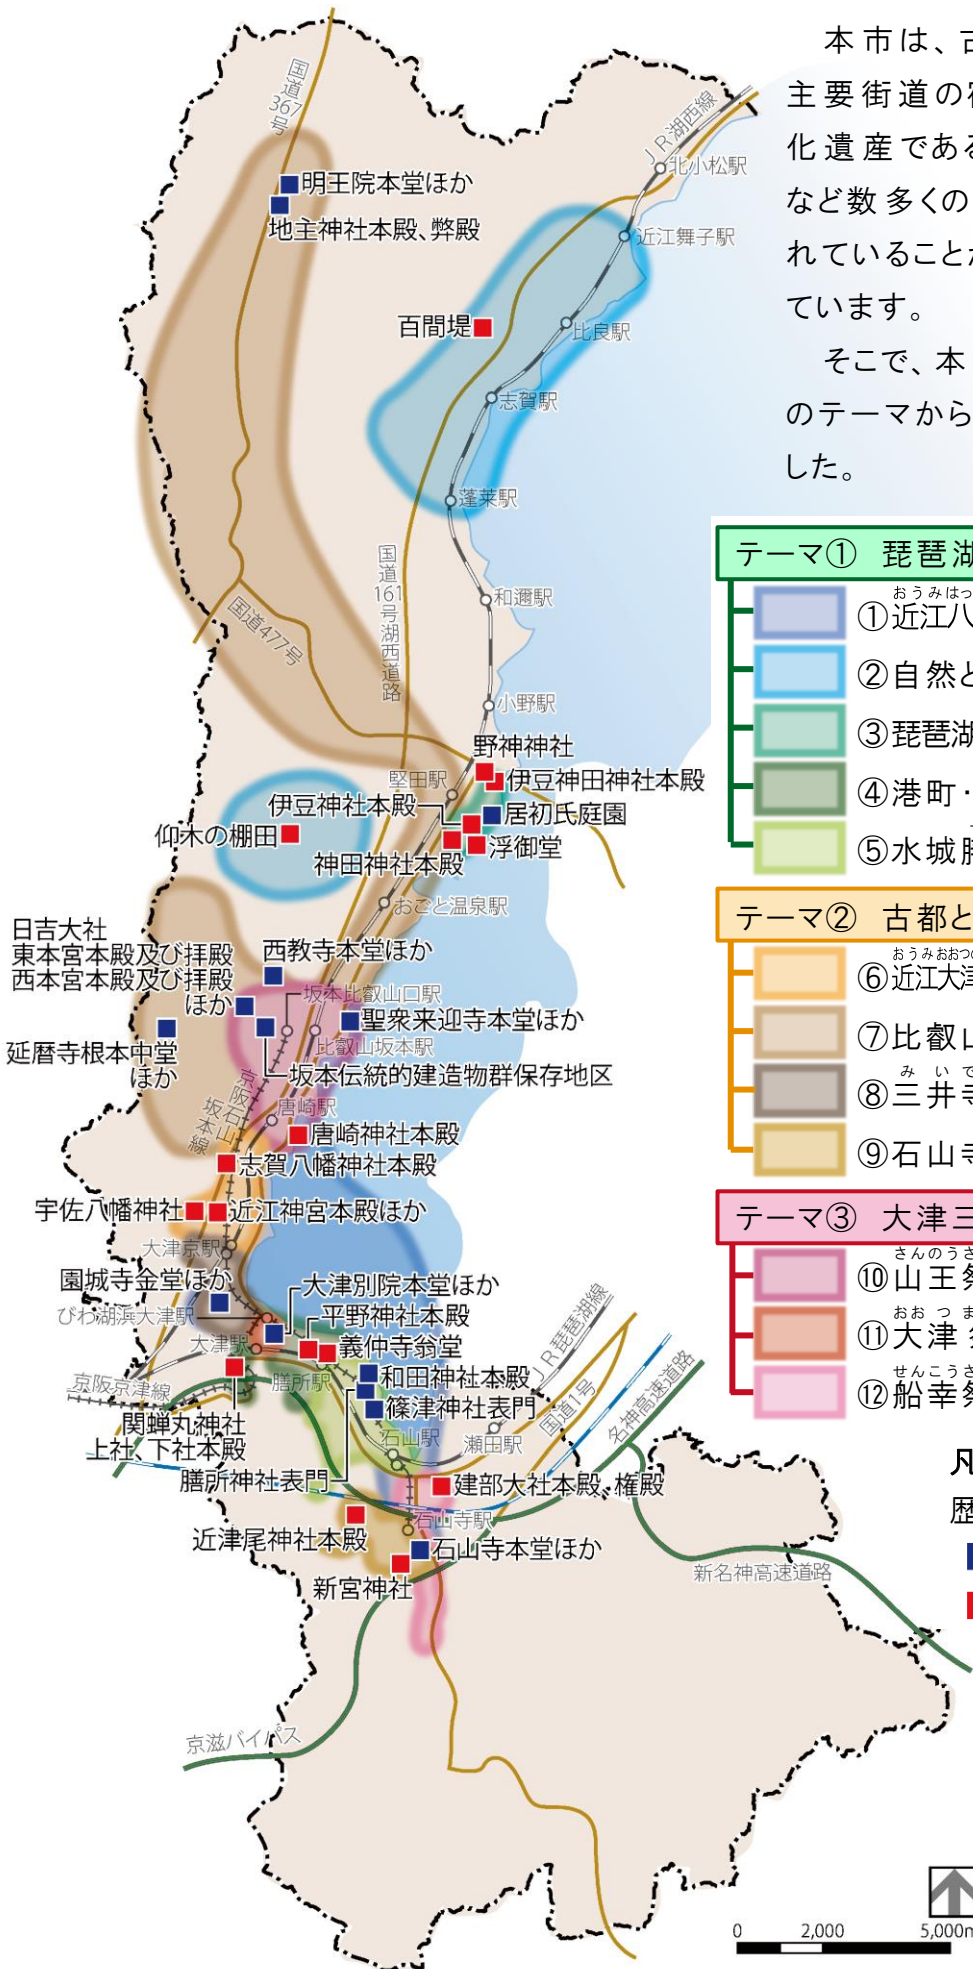 本市は、古
主要街道の
化遺産である
など数多くの
れていることが
ています。
そこで、本
のテーマから
した。
国道367号
JR湖西線
北小松駅
明王院本堂ほか
地主神社本殿、弊殿
近江舞子駅
百間堤
比良駅
志賀駅
蓬莱駅
国道161号湖西道路
和邇駅
国道477号
小野駅
野神神社
堅田駅
伊豆神田神社本殿
伊豆神社本殿
居初氏庭園
仰木の棚田
神田神社本殿
浮御堂
おごと温泉駅
日吉大社
東本宮本殿及び拝殿
西本宮本殿及び拝殿
ほか
西教寺本堂ほか
坂本比叡山口駅
聖衆来迎寺本堂ほか
延暦寺根本中堂
ほか
比叡山坂本駅
坂本伝統的建造物群保存地区
京阪石山坂本線
唐崎駅
唐崎神社本殿
志賀八幡神社本殿
宇佐八幡神社
近江神宮本殿ほか
大津京駅
園城寺金堂ほか
大津別院本堂ほか
びわ湖浜大津駅
平野神社本殿
大津駅
義仲寺翁堂
JR琵琶湖線
京阪京津線
膳所駅
和田神社本殿
国道1号
名神高速道路
関蝉丸神社
上社、下社本殿
篠津神社表門
石山駅
瀬田駅
膳所神社表門
建部大社本殿、権殿
近津尾神社本殿
石山寺駅
石山寺本堂ほか
新宮神社
新名神高速道路
京滋バイパス
テーマ① 琵琶湖
おうみはっ
①近江八
②自然と
③琵琶湖
④港町・
⑤水城
テーマ② 古都と
おうみおおつの
⑥近江大津
⑦比叡山
みいで
⑧三井寺
⑨石山寺
テーマ③ 大津三
さんのうさ
⑩山王祭
おおつま
⑪大津祭
せんこうさ
⑫船幸祭
凡
歴
0 2,000 5,000m